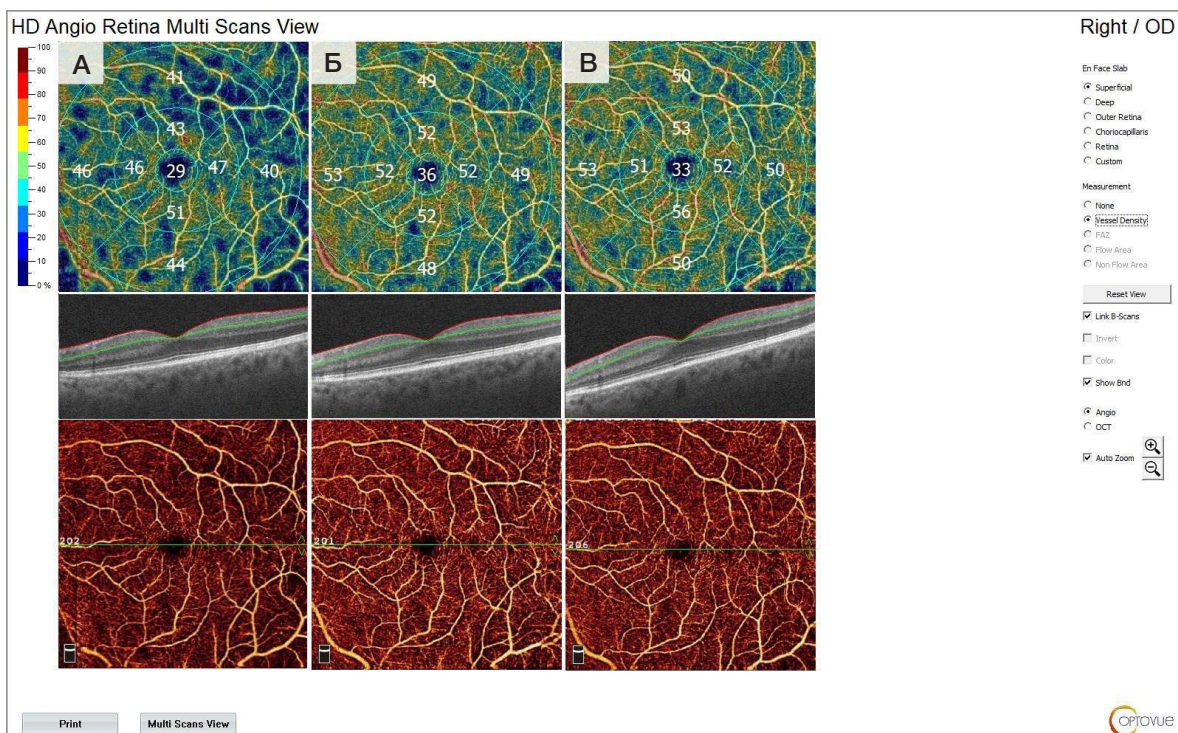 HD Angio Retina Multi Scans View
Right / OD
100
90
80
70
60
50
40
30
20
10
0 %
А
41
43
46 46 29 47 40
51
44
Б
49
52
53 52 36 52 49
52
48
В
50
53
53 51 33 52 50
56
50
202
201
206
En Face Slab
Superficial
Deep
Outer Retina
Choriocapillaris
Retina
Custom
Measurement
None
Vessel Density
FAZ
Flow Area
Non Flow Area
Reset View
Link B-Scans
Invert
Color
Show Bnd
Angio
OCT
Auto Zoom
Print
Multi Scans View
OPTOVUE